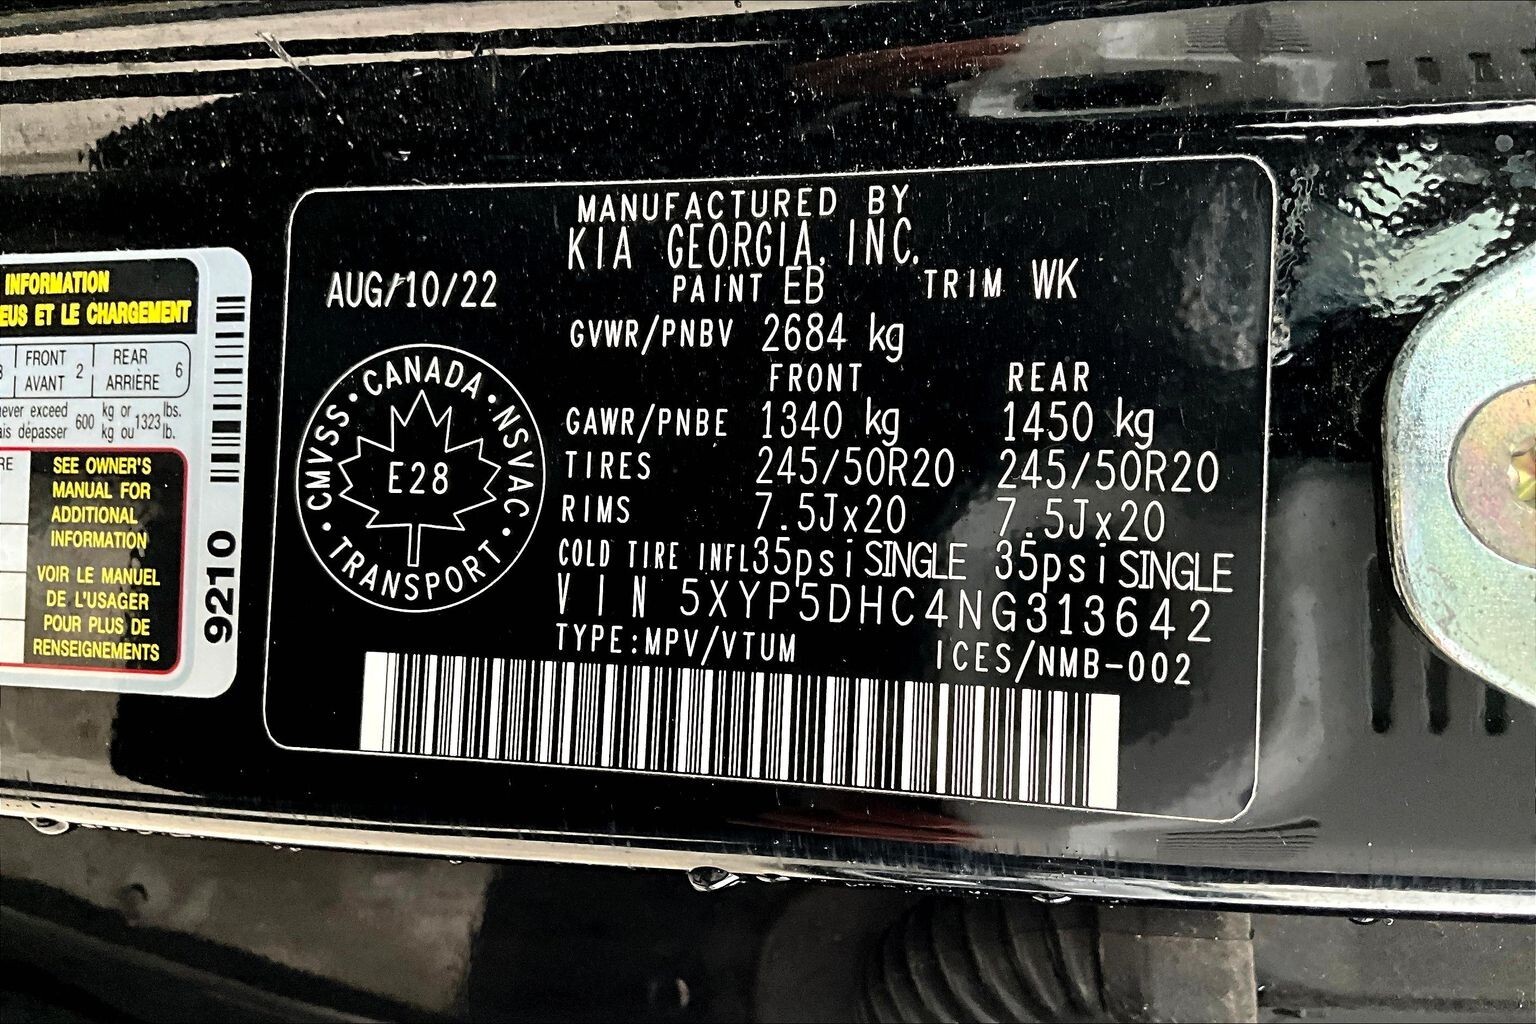 INFORMATION
EUS ET LE CHARGEMENT
FRONT 2 REAR 6
AVANT ARRIÈRE
never exceed 600 kg or 1323 lbs.
dépasser kg ou lb.
SEE OWNER'S
MANUAL FOR
ADDITIONAL
INFORMATION
VOIR LE MANUEL
DE L'USAGER
POUR PLUS DE
RENSEIGNEMENTS
9210
MANUFACTURED BY
KIA GEORGIA, INC.
AUG/10/22 PAINT EB TRIM WK
GVWR/PNBV 2684 kg
FRONT REAR
GAWR/PNBE 1340 kg 1450 kg
TIRES 245/50R20 245/50R20
RIMS 7.5Jx20 7.5Jx20
COLD TIRE INFL 35psi SINGLE 35psi SINGLE
VIN 5XYP5DHC4NG313642
TYPE:MPV/VTUM ICES/NMB-002
CMVSS • CANADA • NSVAC • TRANSPORT •
E28